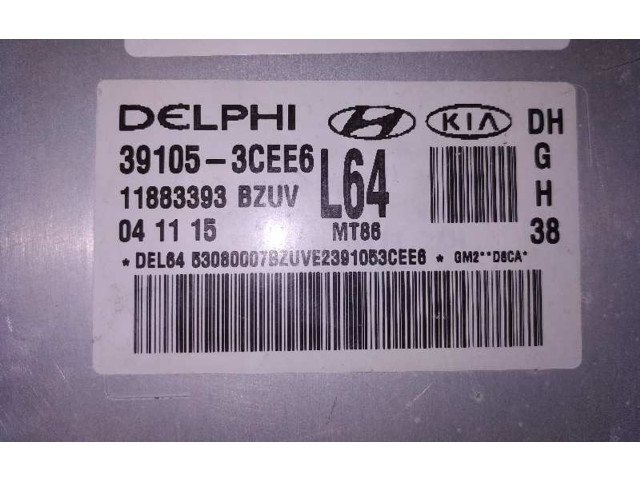 DELPHI KIA DH
39105-3CEE6 L64 G
11883393 BZUV H
04 11 15 MT86 38
*DEL64 53080007BZUVE2391053CEE6 * GM2**D8CA*